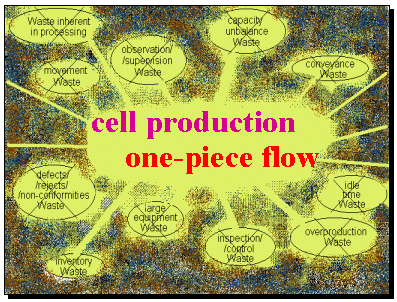 Waste inherent
in processing
capacity
unbalance
Waste
observation/
/supervision
Waste
movement
Waste
conveyance
Waste
cell production
one-piece flow
defects/
/rejects/
/non-conformities
Waste
idle
time
Waste
large
equipment
Waste
inspection/
/control
Waste
overproduction
Waste
inventory
Waste